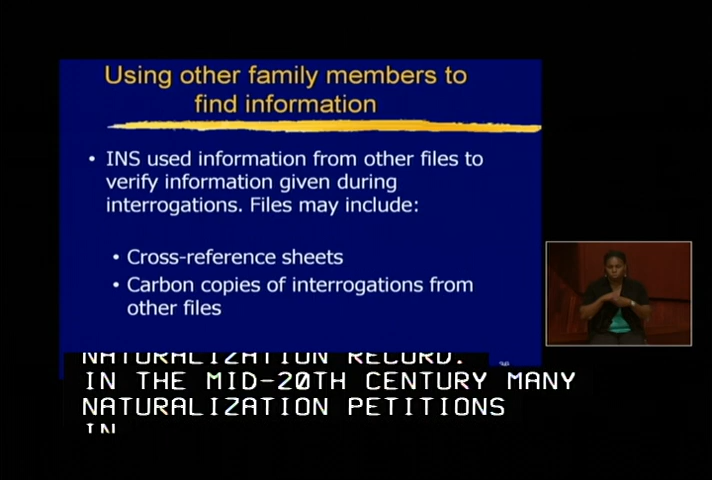 Using other family members to
find information
• INS used information from other files to
verify information given during
interrogations. Files may include:
• Cross-reference sheets
• Carbon copies of interrogations from
other files
NATURALIZATION RECORD.
IN THE MID-20TH CENTURY MANY
NATURALIZATION PETITIONS
IN